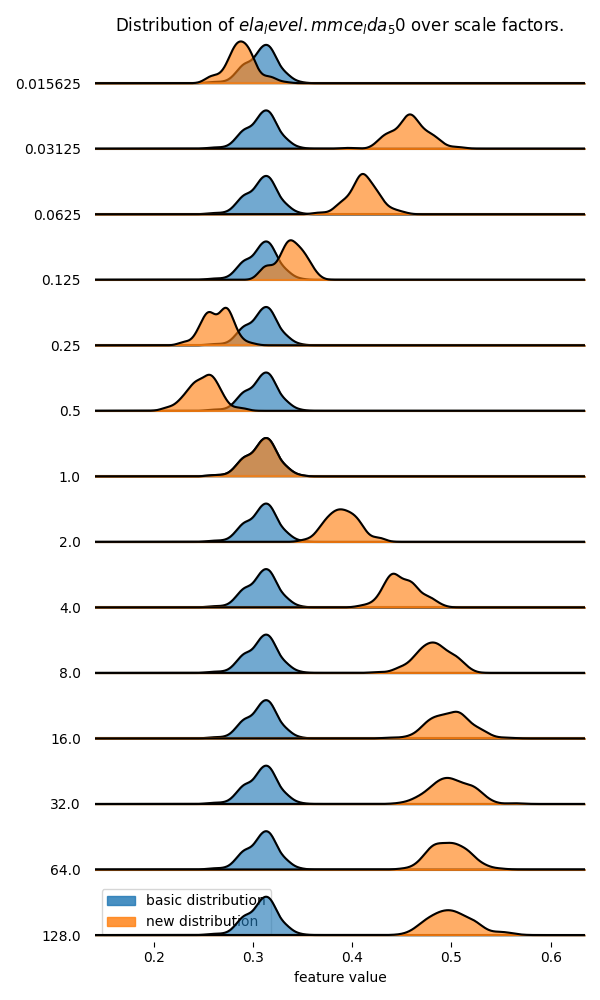 Distribution of elaₗevel.mmceₗda₅0 over scale factors.
0.015625
0.03125
0.0625
0.125
0.25
0.5
1.0
2.0
4.0
8.0
16.0
32.0
64.0
128.0
basic distribution
new distribution
0.2 0.3 0.4 0.5 0.6
feature value